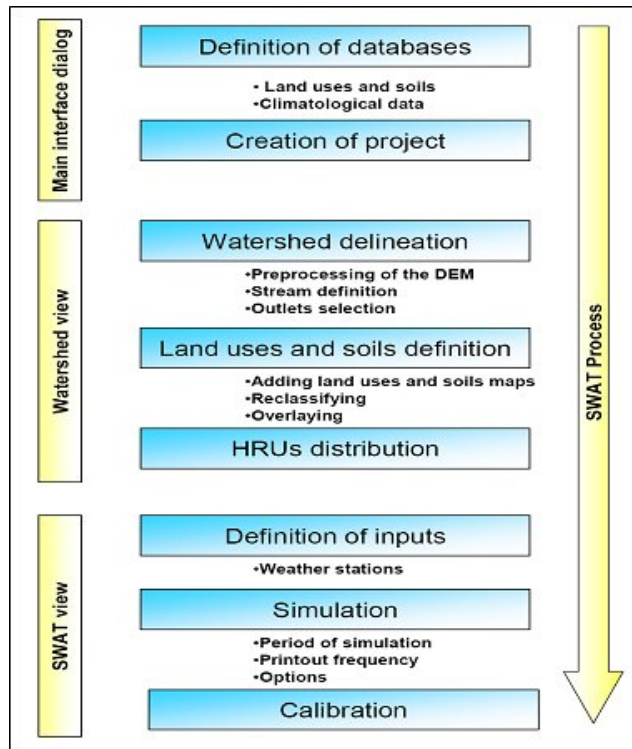 Main interface dialog
Definition of databases
• Land uses and soils
•Climatological data
Creation of project
Watershed view
Watershed delineation
•Preprocessing of the DEM
•Stream definition
•Outlets selection
Land uses and soils definition
•Adding land uses and soils maps
•Reclassifying
•Overlaying
HRUs distribution
SWAT view
Definition of inputs
•Weather stations
Simulation
•Period of simulation
•Printout frequency
•Options
Calibration
SWAT Process